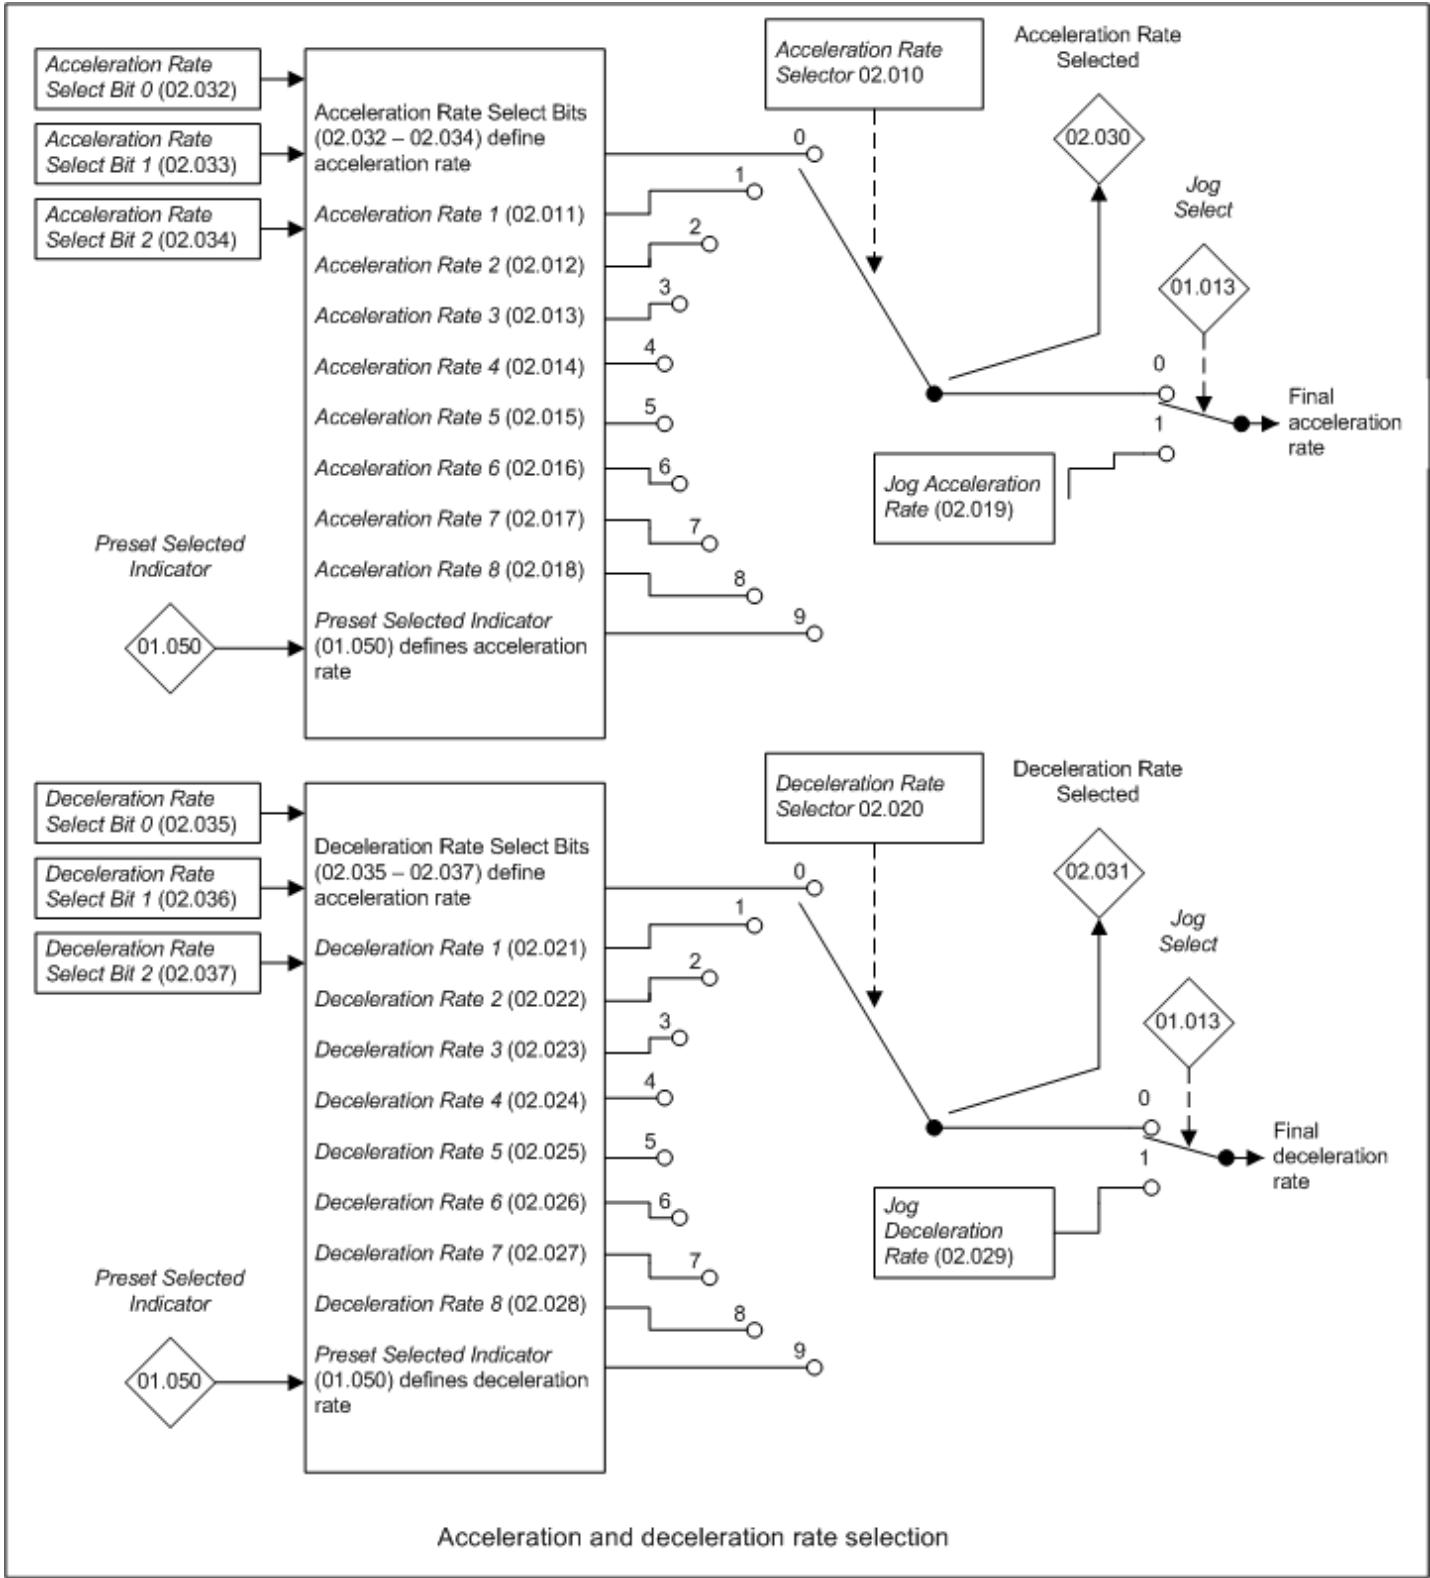 Acceleration Rate
Select Bit 0 (02.032)
Acceleration Rate
Select Bit 1 (02.033)
Acceleration Rate
Select Bit 2 (02.034)
Preset Selected
Indicator
01.050
Acceleration Rate Select Bits
(02.032 – 02.034) define
acceleration rate
Acceleration Rate 1 (02.011)
Acceleration Rate 2 (02.012)
Acceleration Rate 3 (02.013)
Acceleration Rate 4 (02.014)
Acceleration Rate 5 (02.015)
Acceleration Rate 6 (02.016)
Acceleration Rate 7 (02.017)
Acceleration Rate 8 (02.018)
Preset Selected Indicator
(01.050) defines acceleration
rate
0
1
2
3
4
5
6
7
8
9
Acceleration Rate
Selector 02.010
Acceleration Rate
Selected
02.030
Jog
Select
01.013
0
1
Jog Acceleration
Rate (02.019)
Final
acceleration
rate
Deceleration Rate
Select Bit 0 (02.035)
Deceleration Rate
Select Bit 1 (02.036)
Deceleration Rate
Select Bit 2 (02.037)
Preset Selected
Indicator
01.050
Deceleration Rate Select Bits
(02.035 – 02.037) define
acceleration rate
Deceleration Rate 1 (02.021)
Deceleration Rate 2 (02.022)
Deceleration Rate 3 (02.023)
Deceleration Rate 4 (02.024)
Deceleration Rate 5 (02.025)
Deceleration Rate 6 (02.026)
Deceleration Rate 7 (02.027)
Deceleration Rate 8 (02.028)
Preset Selected Indicator
(01.050) defines deceleration
rate
0
1
2
3
4
5
6
7
8
9
Deceleration Rate
Selector 02.020
Deceleration Rate
Selected
02.031
Jog
Select
01.013
0
1
Jog
Deceleration
Rate (02.029)
Final
deceleration
rate
Acceleration and deceleration rate selection